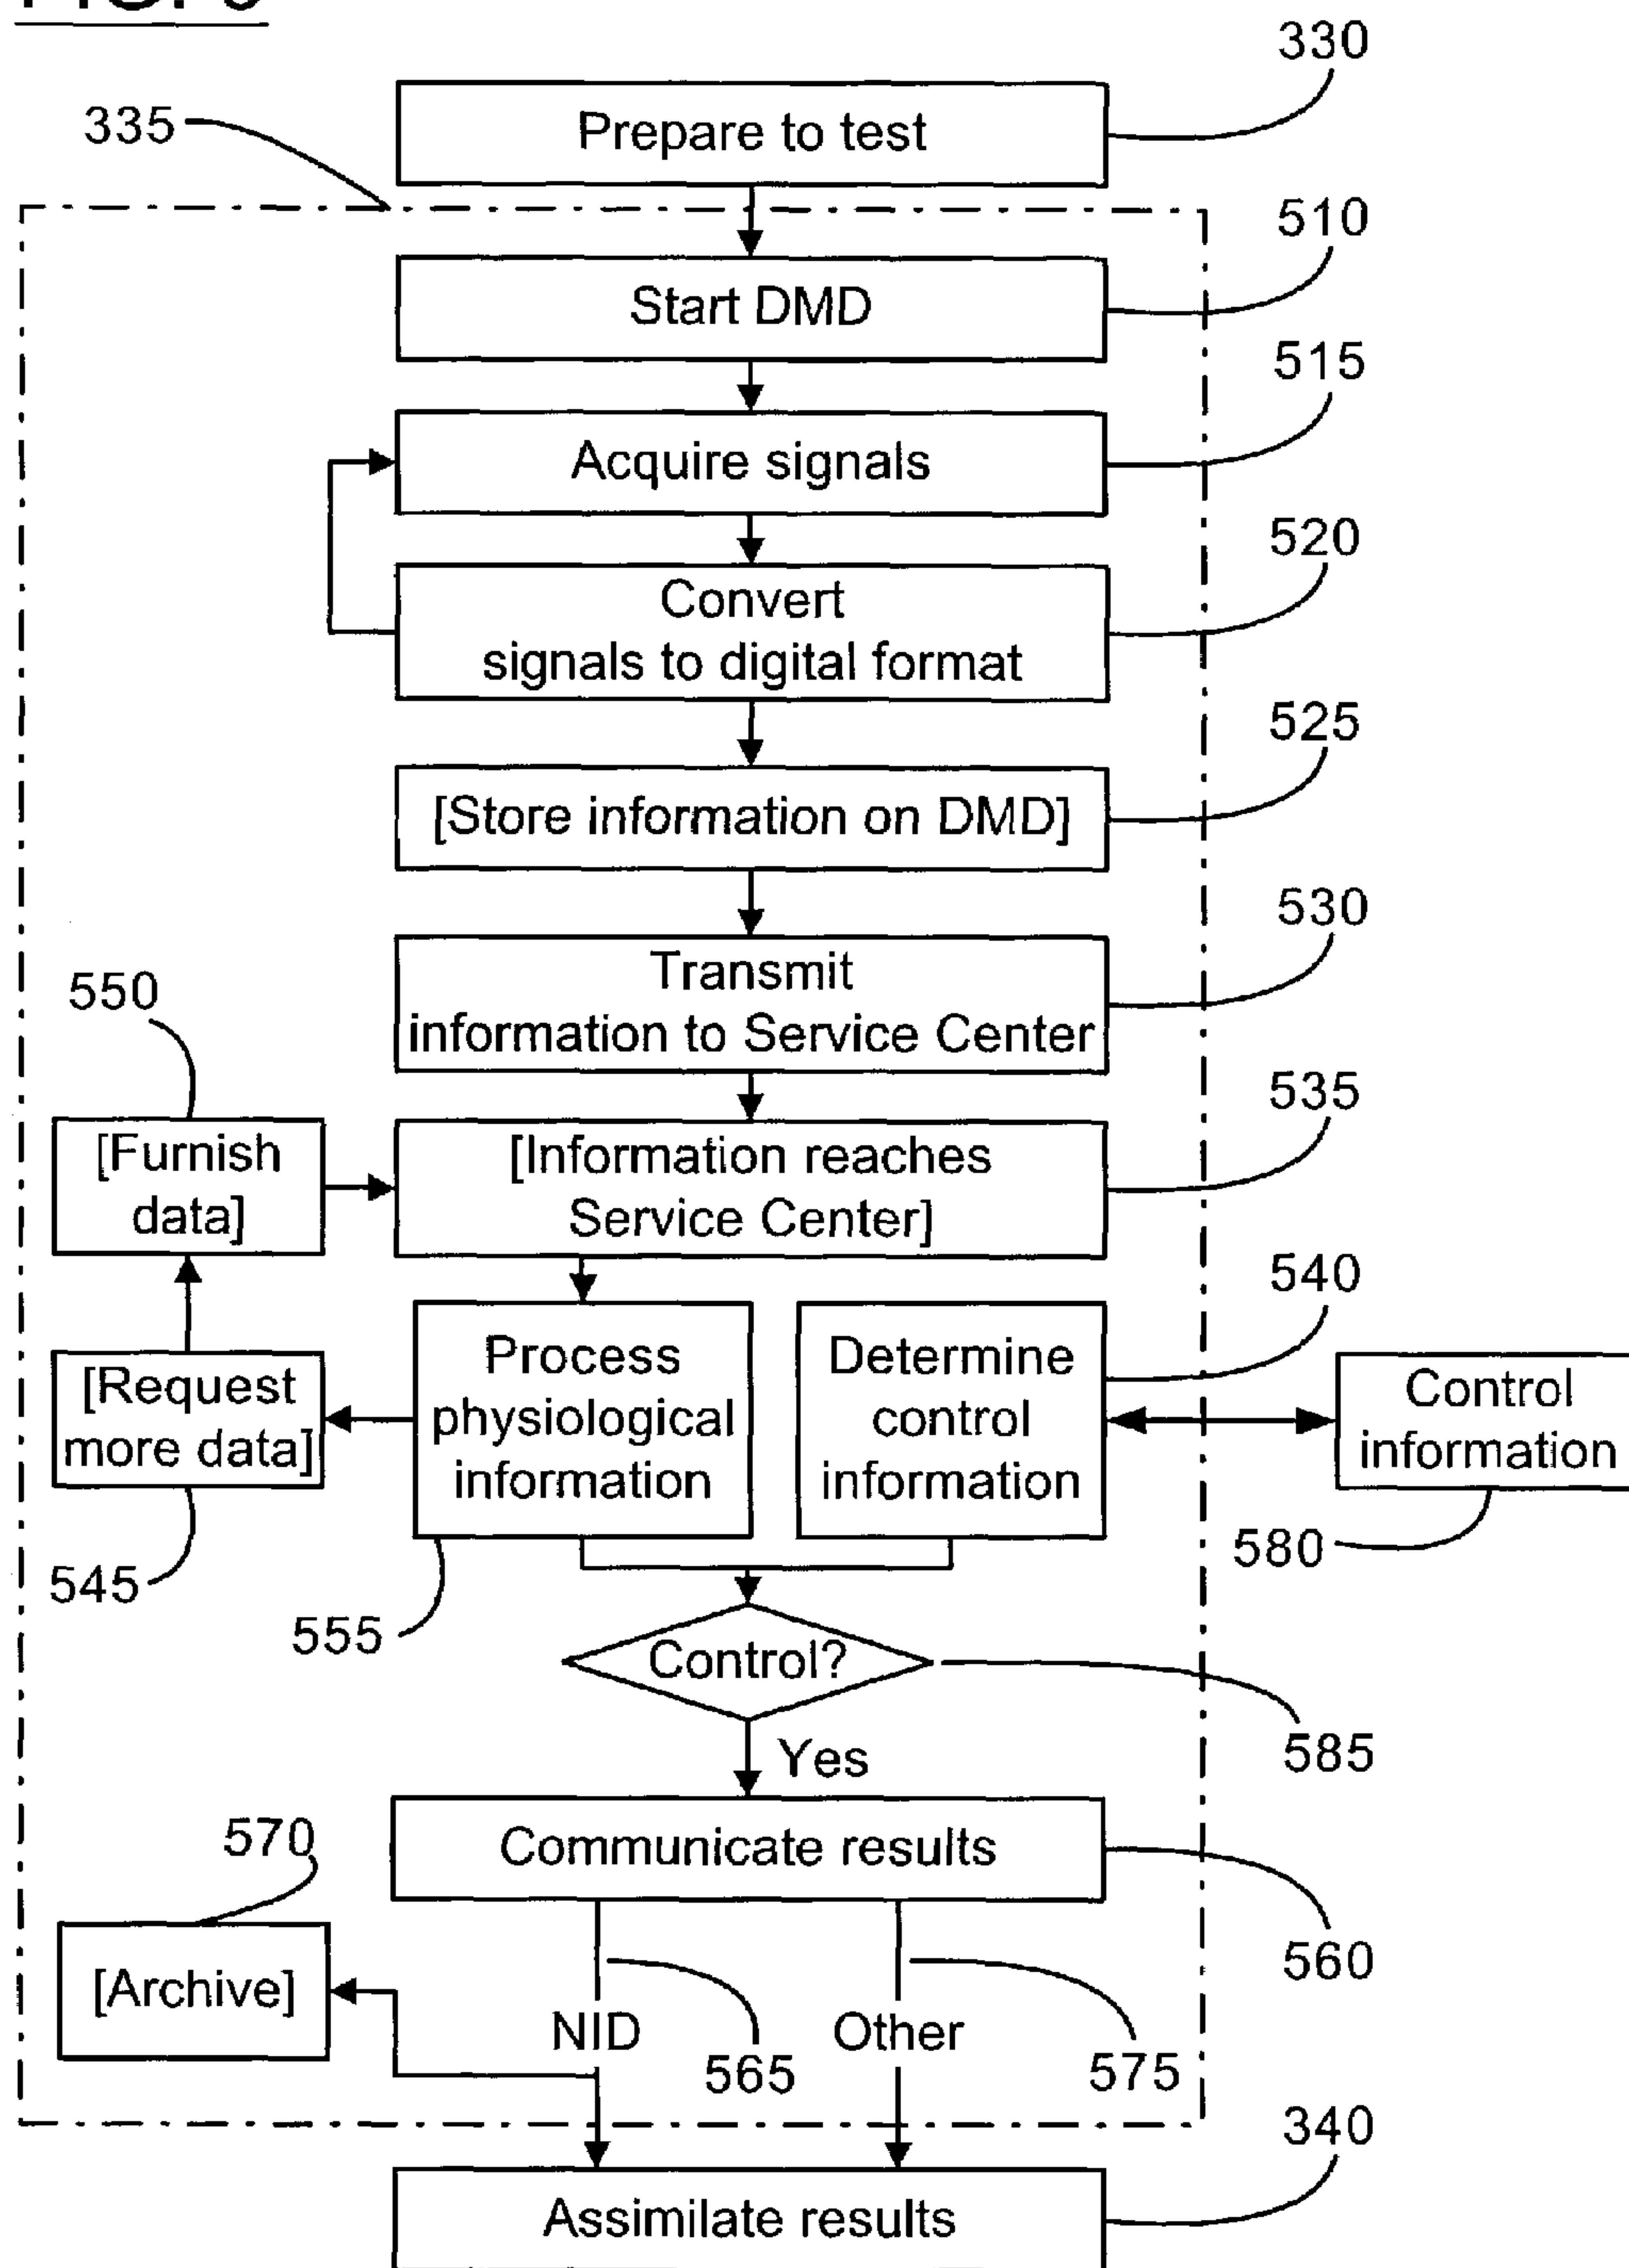 330
335
Prepare to test
510
Start DMD
515
Acquire signals
520
Convert
signals to digital format
525
[Store information on DMD]
530
Transmit
information to Service Center
550
535
[Furnish
data]
[Information reaches
Service Center]
540
[Request
more data]
Process
physiological
information
Determine
control
information
Control
information
545
555
580
Control?
585
Yes
570
Communicate results
560
[Archive]
NID
Other
565
575
340
Assimilate results